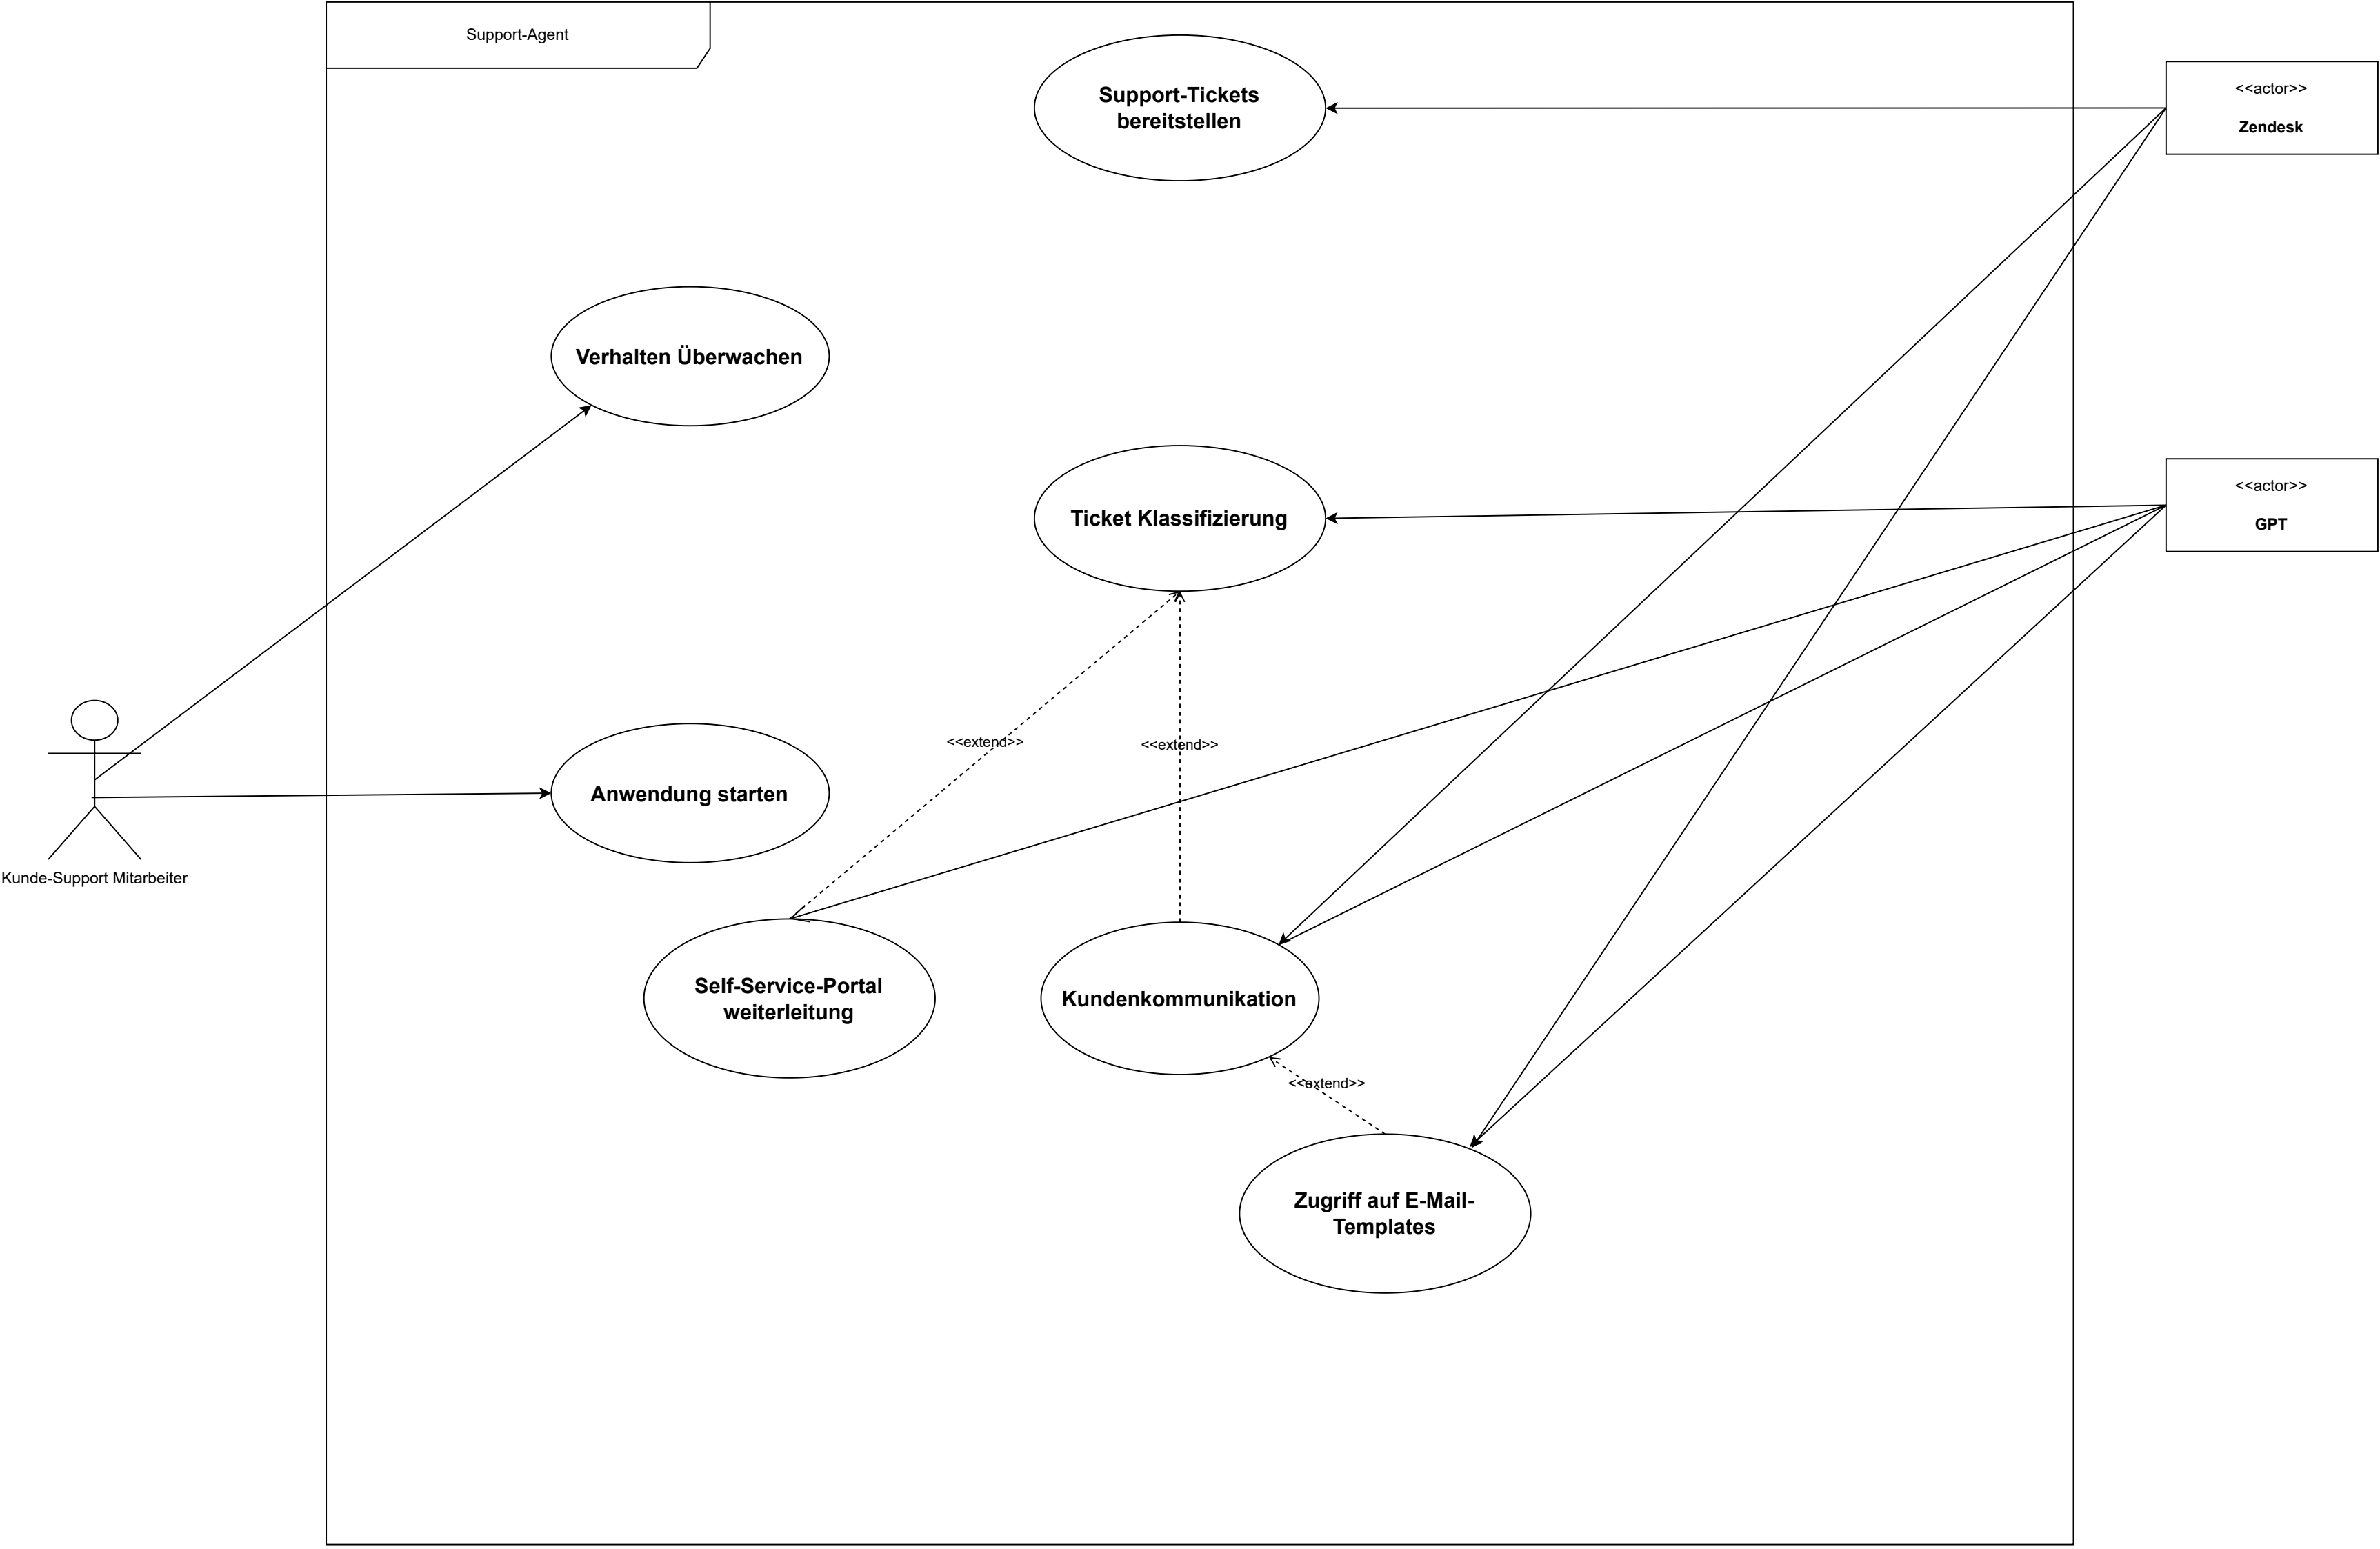 Support-Agent
Support-Tickets
bereitstellen
<<actor>>
Zendesk
Verhalten Überwachen
Ticket Klassifizierung
<<actor>>
GPT
<<extend>>
<<extend>>
Anwendung starten
Kunde-Support Mitarbeiter
Self-Service-Portal
weiterleitung
Kundenkommunikation
<<extend>>
Zugriff auf E-Mail-
Templates